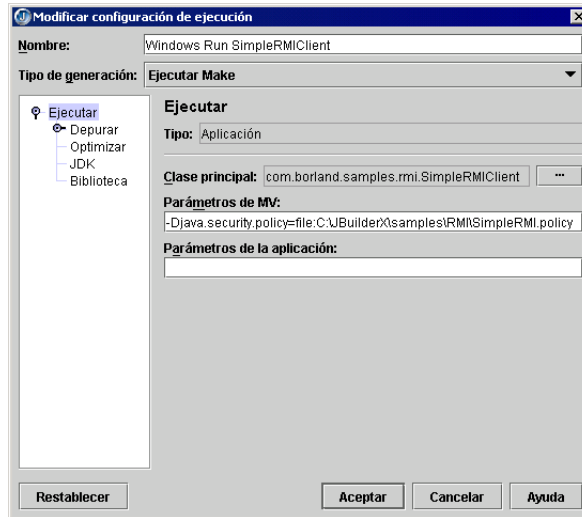 Modificar configuración de ejecución
Nombre: Windows Run SimpleRMIClient
Tipo de generación: Ejecutar Make
Ejecutar
Depurar
Optimizar
JDK
Biblioteca
Ejecutar
Tipo: Aplicación
Clase principal: com.borland.samples.rmi.SimpleRMIClient ...
Parámetros de MV:
-Djava.security.policy=file:C:\JBuilderX\samples\RMI\SimpleRMI.policy
Parámetros de la aplicación:
Restablecer Aceptar Cancelar Ayuda